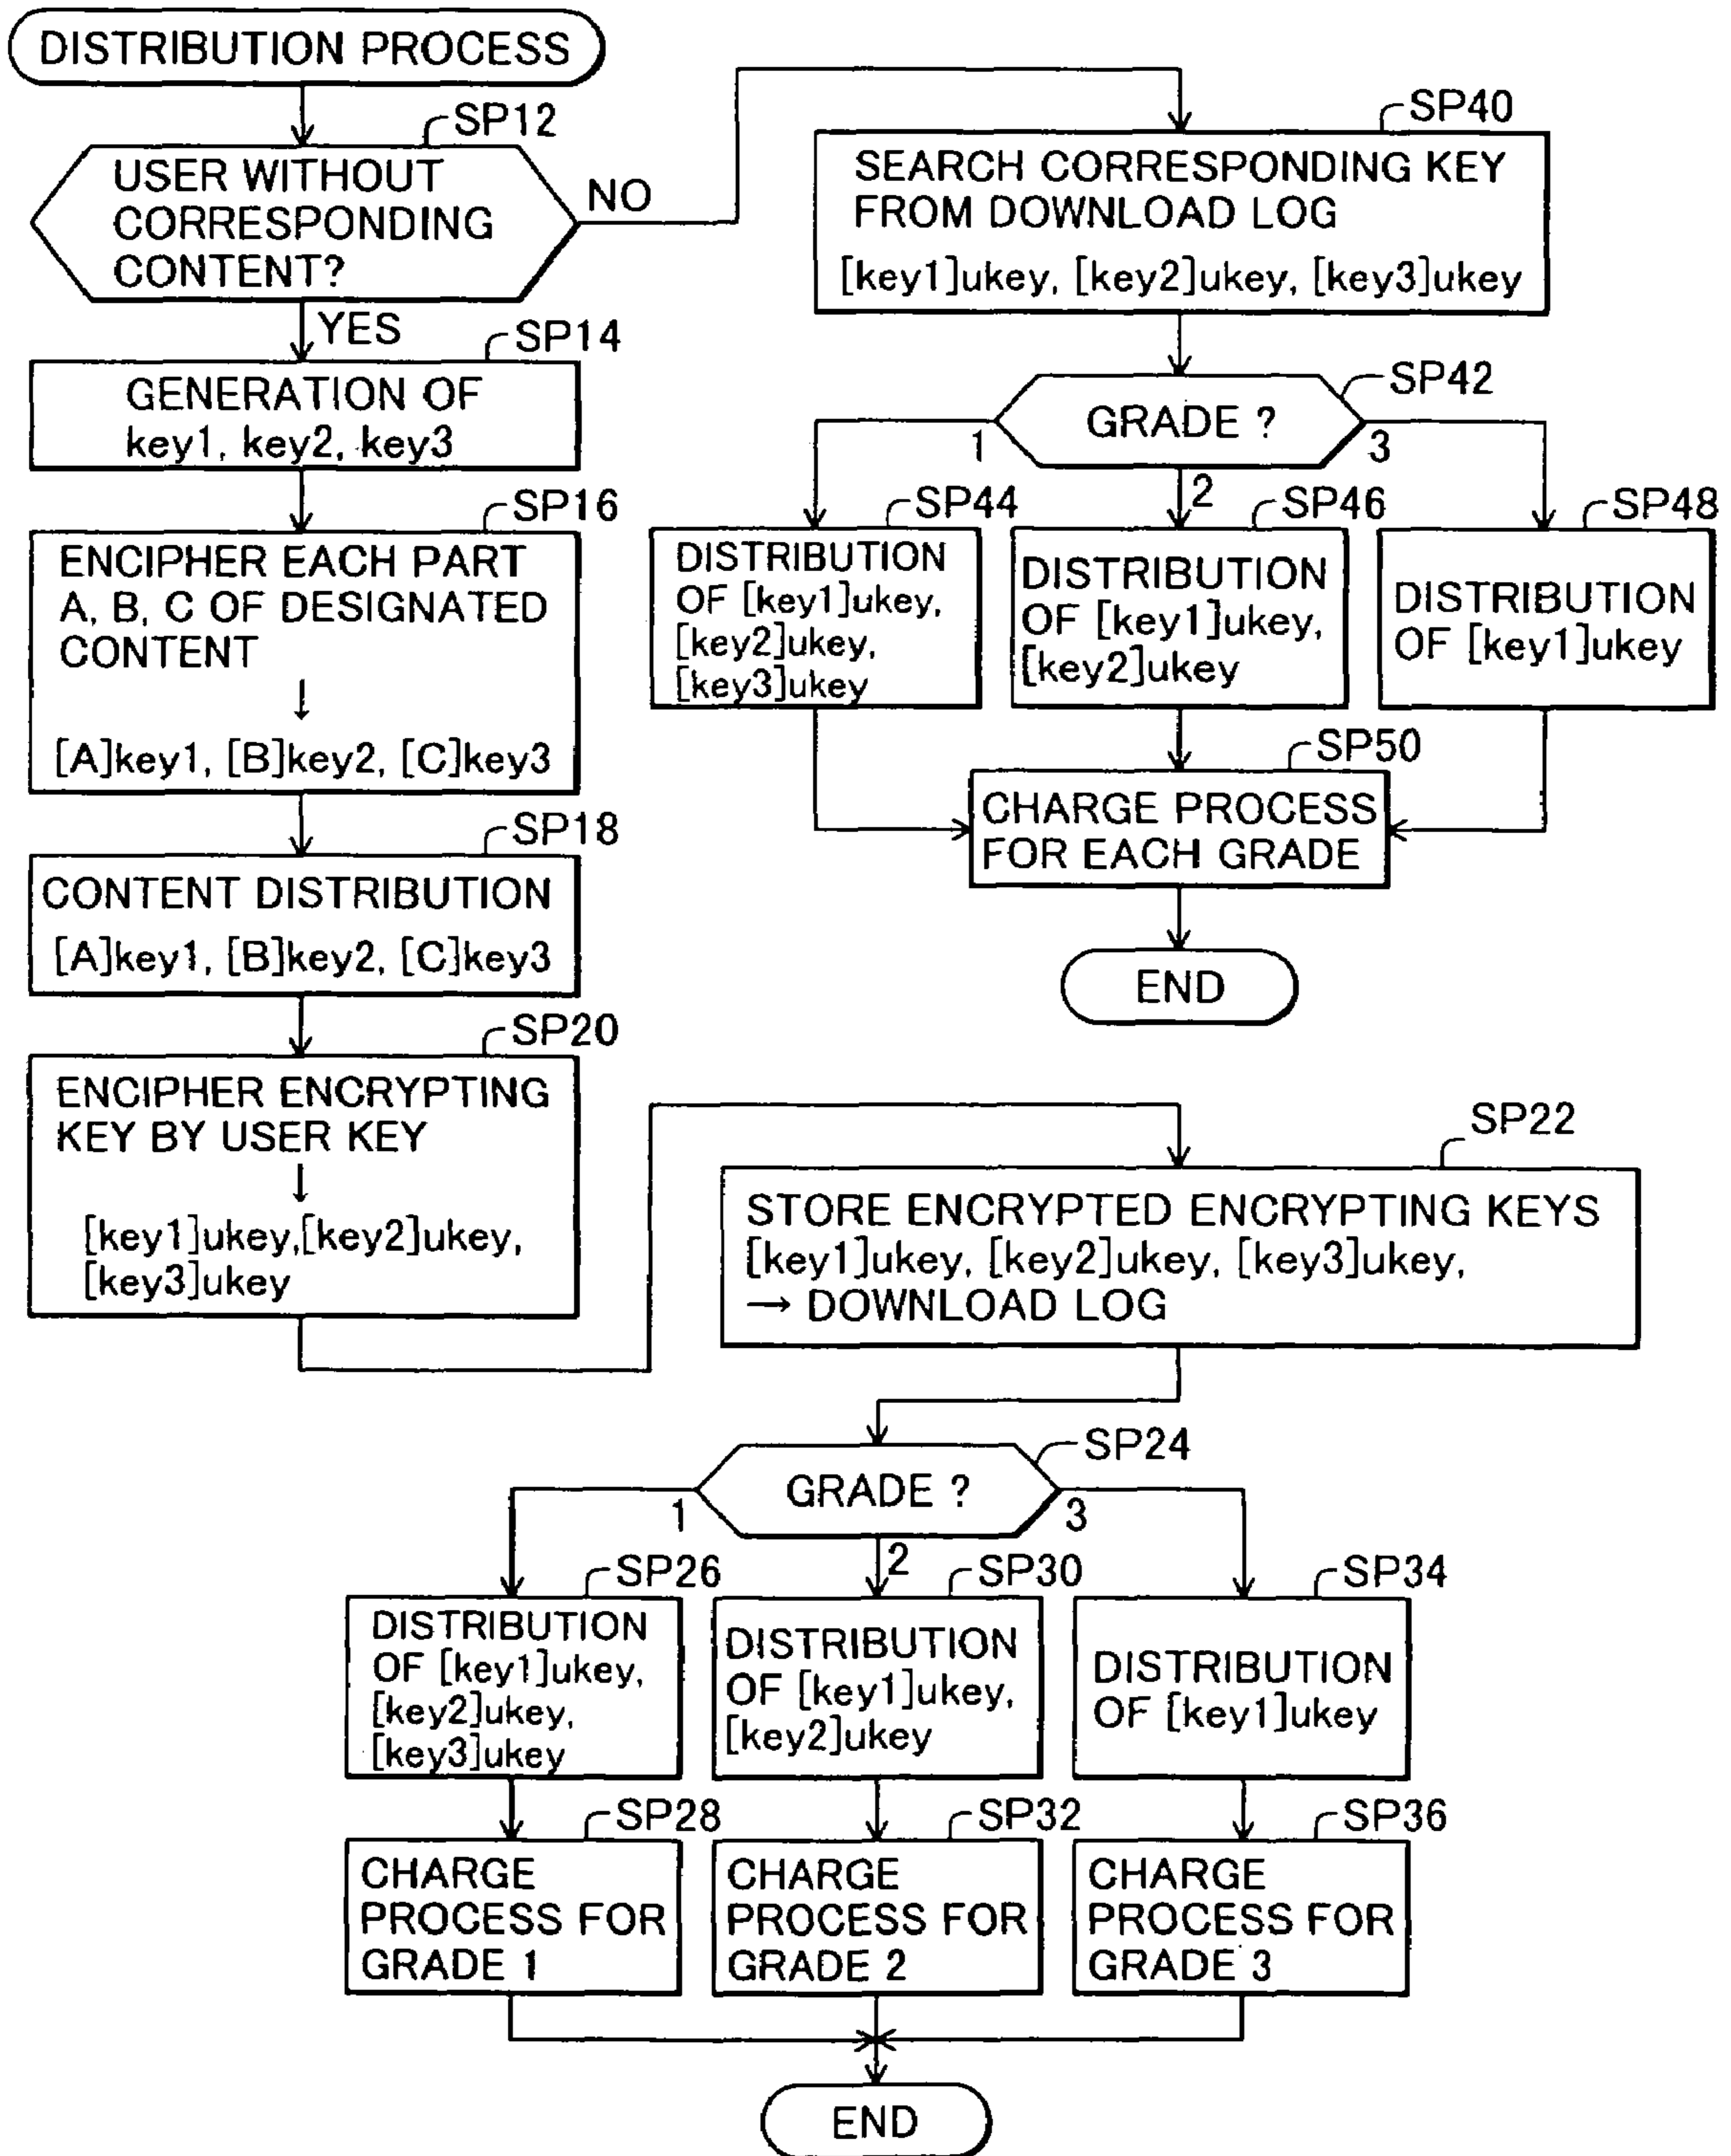 DISTRIBUTION PROCESS
SP12
USER WITHOUT
CORRESPONDING
CONTENT?
NO
YES
SP14
GENERATION OF
key1, key2, key3
SP16
ENCIPHER EACH PART
A, B, C OF DESIGNATED
CONTENT
↓
[A]key1, [B]key2, [C]key3
SP18
CONTENT DISTRIBUTION
[A]key1, [B]key2, [C]key3
SP20
ENCIPHER ENCRYPTING
KEY BY USER KEY
↓
[key1]ukey,[key2]ukey,
[key3]ukey
SP40
SEARCH CORRESPONDING KEY
FROM DOWNLOAD LOG
[key1]ukey, [key2]ukey, [key3]ukey
SP42
GRADE ?
1
2
3
SP44
DISTRIBUTION
OF [key1]ukey,
[key2]ukey,
[key3]ukey
SP46
DISTRIBUTION
OF [key1]ukey,
[key2]ukey
SP48
DISTRIBUTION
OF [key1]ukey
SP50
CHARGE PROCESS
FOR EACH GRADE
END
SP22
STORE ENCRYPTED ENCRYPTING KEYS
[key1]ukey, [key2]ukey, [key3]ukey,
→ DOWNLOAD LOG
SP24
GRADE ?
1
2
3
SP26
DISTRIBUTION
OF [key1]ukey,
[key2]ukey,
[key3]ukey
SP30
DISTRIBUTION
OF [key1]ukey,
[key2]ukey
SP34
DISTRIBUTION
OF [key1]ukey
SP28
CHARGE
PROCESS FOR
GRADE 1
SP32
CHARGE
PROCESS FOR
GRADE 2
SP36
CHARGE
PROCESS FOR
GRADE 3
END